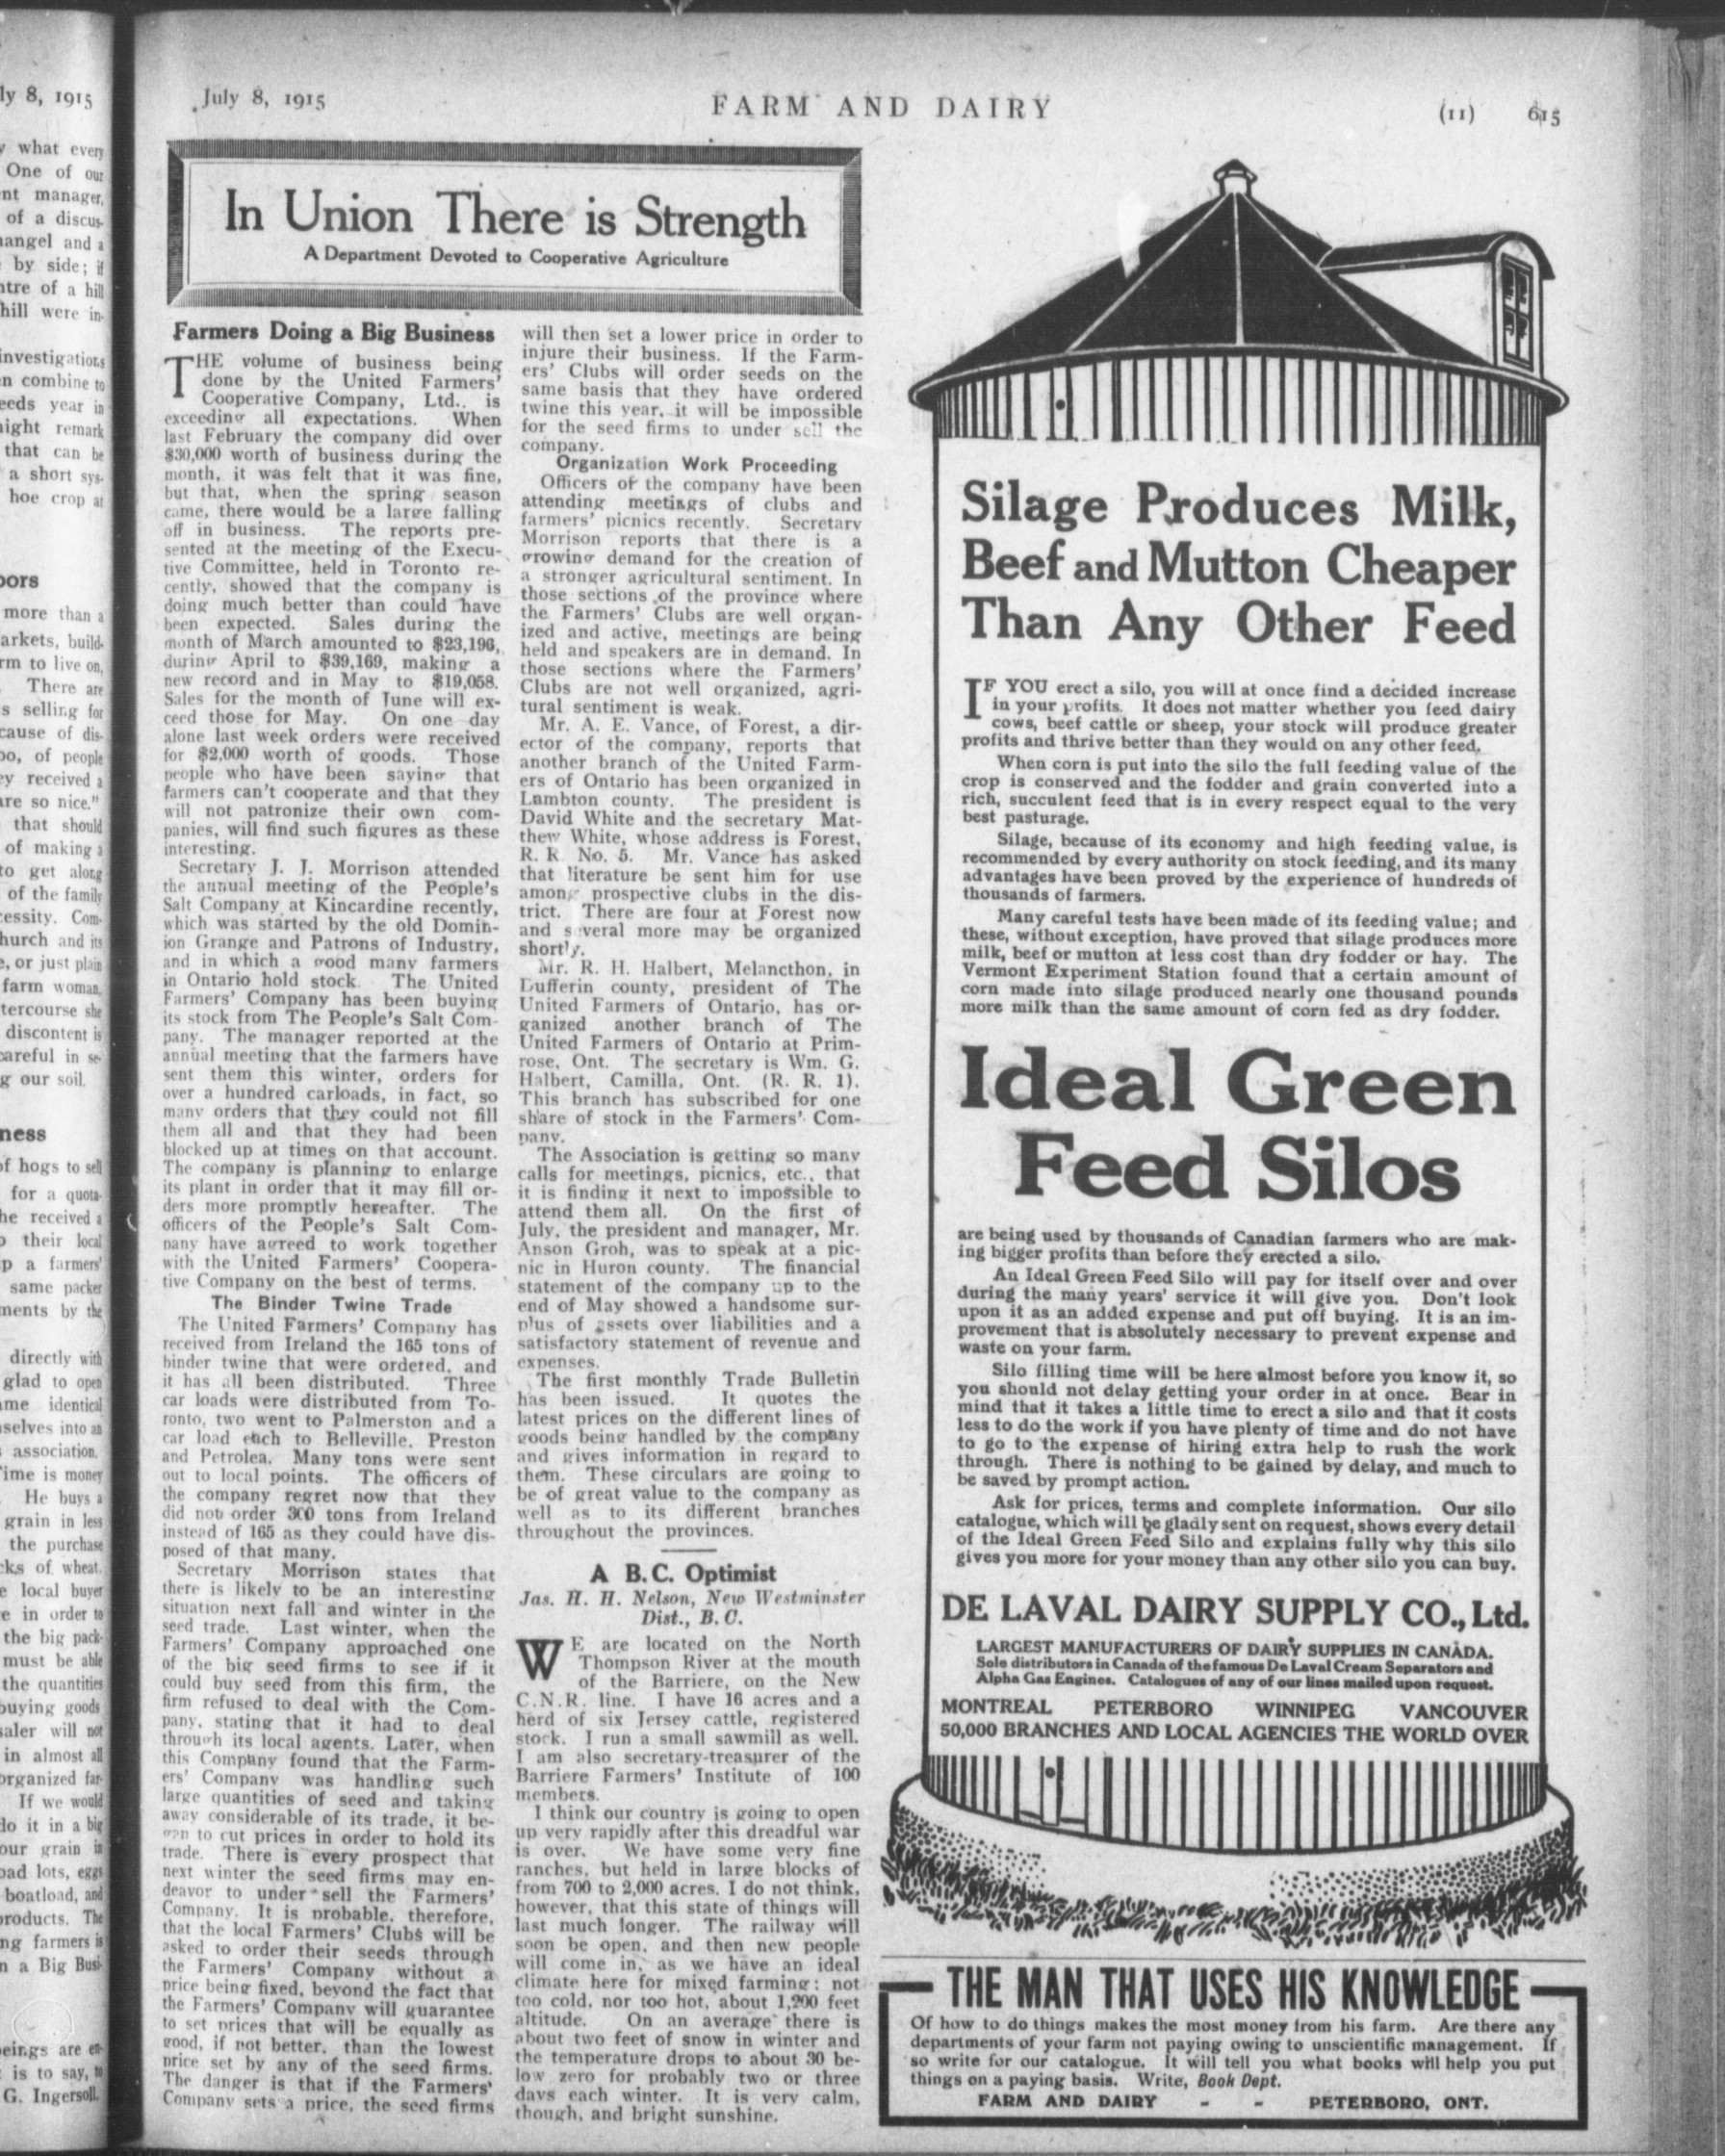 July 8, 1915
FARM AND DAIRY
(11) 615
In Union There is Strength
A Department Devoted to Cooperative Agriculture
Farmers Doing a Big Business
THE volume of business being
done by the United Farmers'
Cooperative Company, Ltd., is
exceeding all expectations. When
last February the company did over
$30,000 worth of business during the
month, it was felt that it was fine,
but that, when the spring season
came, there would be a large falling
off in business. The reports pre-
sented at the meeting of the Execu-
tive Committee, held in Toronto re-
cently, showed that the company is
doing much better than could have
been expected. Sales during the
month of March amounted to $23,196,
during April to $39,169, making a
new record and in May to $19,058.
Sales for the month of June will ex-
ceed those for May. On one day
alone last week orders were received
for $2,000 worth of goods. Those
people who have been saying that
farmers can't cooperate and that they
will not patronize their own com-
panies, will find such figures as these
interesting.
Secretary J. J. Morrison attended
the annual meeting of the People's
Salt Company at Kincardine recently,
which was started by the old Domin-
ion Grange and Patrons of Industry,
and in which a good many farmers
in Ontario hold stock. The United
Farmers' Company has been buying
its stock from The People's Salt Com-
pany. The manager reported at the
annual meeting that the farmers have
sent them this winter, orders for
over a hundred carloads, in fact, so
many orders that they could not fill
them all and that they had been
blocked up at times on that account.
The company is planning to enlarge
its plant in order that it may fill or-
ders more promptly hereafter. The
officers of the People's Salt Com-
pany have agreed to work together
with the United Farmers' Coopera-
tive Company on the best of terms.
The Binder Twine Trade
The United Farmers' Company has
received from Ireland the 165 tons of
binder twine that were ordered, and
it has all been distributed. Three
car loads were distributed from To-
ronto, two went to Palmerston and a
car load each to Belleville, Preston
and Petrolea. Many tons were sent
out to local points. The officers of
the company regret now that they
did not order 300 tons from Ireland
instead of 165 as they could have dis-
posed of that many.
Secretary Morrison states that
there is likely to be an interesting
situation next fall and winter in the
seed trade. Last winter, when the
Farmers' Company approached one
of the big seed firms to see if it
could buy seed from this firm, the
firm refused to deal with the Com-
pany, stating that it had to deal
through its local agents. Later, when
this Company found that the Farm-
ers' Company was handling such
large quantities of seed and taking
away considerable of its trade, it be-
gan to cut prices in order to hold its
trade. There is every prospect that
next winter the seed firms may en-
deavor to under sell the Farmers'
Company. It is probable, therefore,
that the local Farmers' Clubs will be
asked to order their seeds through
the Farmers' Company without a
price being fixed, beyond the fact that
the Farmers' Company will guarantee
to set prices that will be equally as
good, if not better, than the lowest
price set by any of the seed firms.
The danger is that if the Farmers'
Company sets a price, the seed firms
will then set a lower price in order to
injure their business. If the Farm-
ers' Clubs will order seeds on the
same basis that they have ordered
twine this year, it will be impossible
for the seed firms to under sell the
company.
Organization Work Proceeding
Officers of the company have been
attending meetings of clubs and
farmers' picnics recently. Secretary
Morrison reports that there is a
growing demand for the creation of
a stronger agricultural sentiment. In
those sections of the province where
the Farmers' Clubs are well organ-
ized and active, meetings are being
held and speakers are in demand. In
those sections where the Farmers'
Clubs are not well organized, agri-
tural sentiment is weak.
Mr. A. E. Vance, of Forest, a dir-
ector of the company, reports that
another branch of the United Farm-
ers of Ontario has been organized in
Lambton county. The president is
David White and the secretary Mat-
thew White, whose address is Forest,
R. R. No. 5. Mr. Vance has asked
that literature be sent him for use
among prospective clubs in the dis-
trict. There are four at Forest now
and several more may be organized
shortly.
Mr. R. H. Halbert, Melancthon, in
Dufferin county, president of The
United Farmers of Ontario, has or-
ganized another branch of The
United Farmers of Ontario at Prim-
rose, Ont. The secretary is Wm. G.
Halbert, Camilla, Ont. (R. R. 1).
This branch has subscribed for one
share of stock in the Farmers' Com-
pany.
The Association is getting so many
calls for meetings, picnics, etc., that
it is finding it next to impossible to
attend them all. On the first of
July, the president and manager, Mr.
Anson Groh, was to speak at a pic-
nic in Huron county. The financial
statement of the company up to the
end of May showed a handsome sur-
plus of assets over liabilities and a
satisfactory statement of revenue and
expenses.
The first monthly Trade Bulletin
has been issued. It quotes the
latest prices on the different lines of
goods being handled by the company
and gives information in regard to
them. These circulars are going to
be of great value to the company as
well as to its different branches
throughout the provinces.
A B.C. Optimist
Jas. H. H. Nelson, New Westminster
Dist., B.C.
WE are located on the North
Thompson River at the mouth
of the Barriere, on the New
C.N.R. line. I have 16 acres and a
herd of six Jersey cattle, registered
stock. I run a small sawmill as well.
I am also secretary-treasurer of the
Barriere Farmers' Institute of 100
members.
I think our country is going to open
up very rapidly after this dreadful war
is over. We have some very fine
ranches, but held in large blocks of
from 700 to 2,000 acres. I do not think,
however, that this state of things will
last much longer. The railway will
soon be open, and then new people
will come in, as we have an ideal
climate here for mixed farming; not
too cold, nor too hot, about 1,200 feet
altitude. On an average there is
about two feet of snow in winter and
the temperature drops to about 30 be-
low zero for probably two or three
days each winter. It is very calm,
though, and bright sunshine.
Silage Produces Milk,
Beef and Mutton Cheaper
Than Any Other Feed
IF YOU erect a silo, you will at once find a decided increase
in your profits. It does not matter whether you feed dairy
cows, beef cattle or sheep, your stock will produce greater
profits and thrive better than they would on any other feed.
When corn is put into the silo the full feeding value of the
crop is conserved and the fodder and grain converted into a
rich, succulent feed that is in every respect equal to the very
best pasturage.
Silage, because of its economy and high feeding value, is
recommended by every authority on stock feeding, and its many
advantages have been proved by the experience of hundreds of
thousands of farmers.
Many careful tests have been made of its feeding value; and
these, without exception, have proved that silage produces more
milk, beef or mutton at less cost than dry fodder or hay. The
Vermont Experiment Station found that a certain amount of
corn made into silage produced nearly one thousand pounds
more milk than the same amount of corn fed as dry fodder.
Ideal Green
Feed Silos
are being used by thousands of Canadian farmers who are mak-
ing bigger profits than before they erected a silo.
An Ideal Green Feed Silo will pay for itself over and over
during the many years' service it will give you. Don't look
upon it as an added expense and put off buying. It is an im-
provement that is absolutely necessary to prevent expense and
waste on your farm.
Silo filling time will be here almost before you know it, so
you should not delay getting your order in at once. Bear in
mind that it takes a little time to erect a silo and that it costs
less to do the work if you have plenty of time and do not have
to go to the expense of hiring extra help to rush the work
through. There is nothing to be gained by delay, and much to
be saved by prompt action.
Ask for prices, terms and complete information. Our silo
catalogue, which will be gladly sent on request, shows every detail
of the Ideal Green Feed Silo and explains fully why this silo
gives you more for your money than any other silo you can buy.
DE LAVAL DAIRY SUPPLY CO., Ltd.
LARGEST MANUFACTURERS OF DAIRY SUPPLIES IN CANADA.
Sole distributors in Canada of the famous De Laval Cream Separators and
Alpha Gas Engines. Catalogues of any of our lines mailed upon request.
MONTREAL PETERBORO WINNIPEG VANCOUVER
50,000 BRANCHES AND LOCAL AGENCIES THE WORLD OVER
THE MAN THAT USES HIS KNOWLEDGE
Of how to do things makes the most money from his farm. Are there any
departments of your farm not paying owing to unscientific management. If
so write for our catalogue. It will tell you what books will help you put
things on a paying basis. Write, Book Dept.
FARM AND DAIRY - - PETERBORO, ONT.